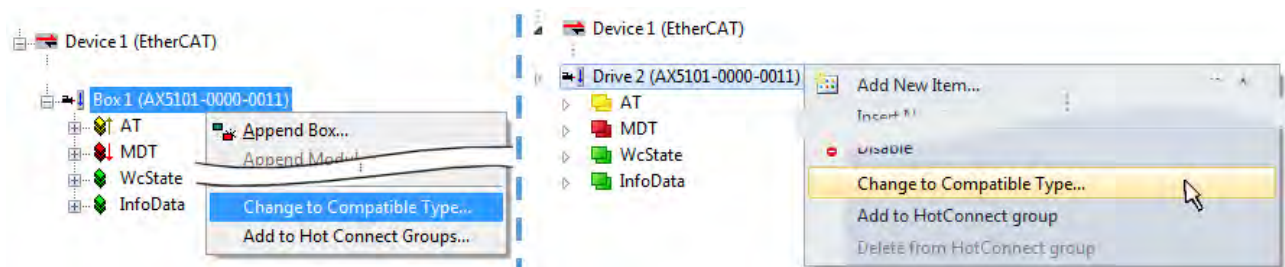 Device 1 (EtherCAT)
Box 1 (AX5101-0000-0011)
AT
MDT
WcState
InfoData
Append Box...
Append Modul
Change to Compatible Type...
Add to Hot Connect Groups...
Device 1 (EtherCAT)
Drive 2 (AX5101-0000-0011)
AT
MDT
WcState
InfoData
Add New Item...
Insert
Disable
Change to Compatible Type...
Add to HotConnect group
Delete from HotConnect group